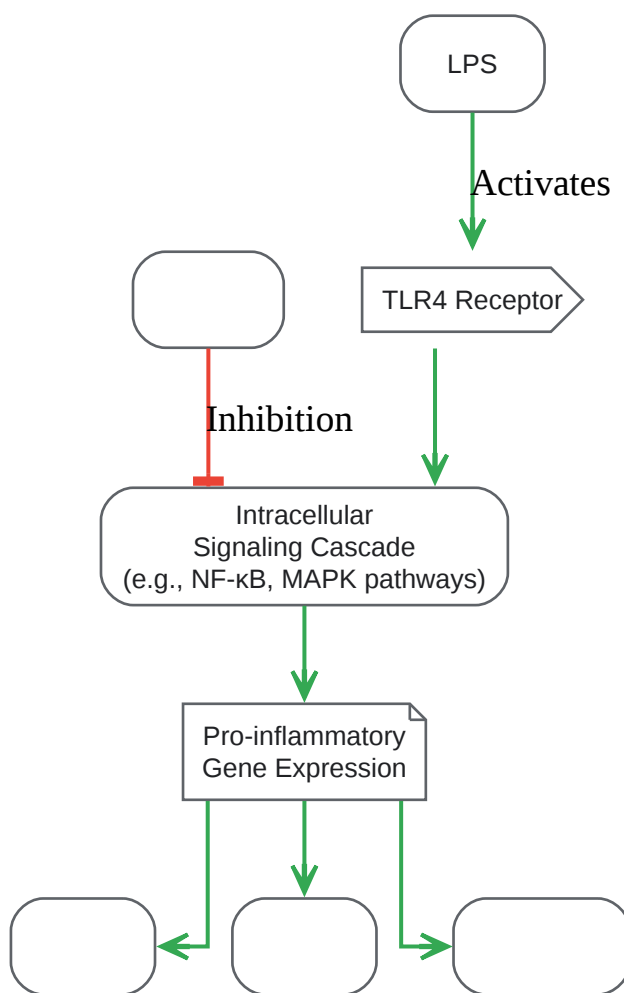 LPS
Activates
TLR4 Receptor
Inhibition
Intracellular
Signaling Cascade
(e.g., NF-κB, MAPK pathways)
Pro-inflammatory
Gene Expression